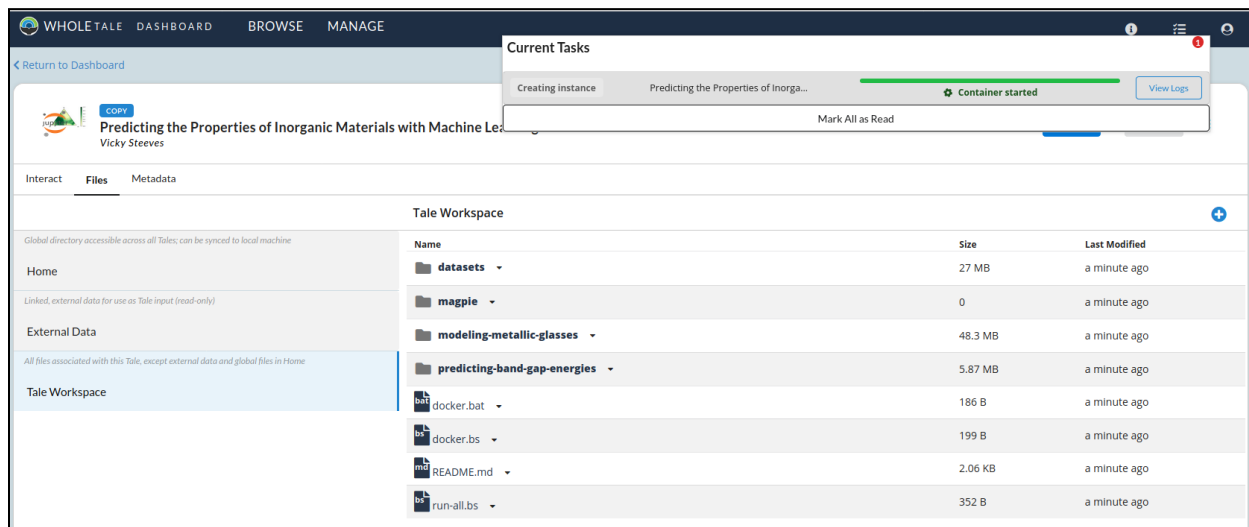 WHOLETALE DASHBOARD BROWSE MANAGE
Current Tasks
1
Return to Dashboard
Creating instance
Predicting the Properties of Inorga...
Container started
View Logs
Mark All as Read
COPY
Predicting the Properties of Inorganic Materials with Machine Lea
Vicky Steeves
Interact Files Metadata
Tale Workspace
Global directory accessible across all Tales; can be synced to local machine
Home
Linked, external data for use as Tale input (read-only)
External Data
All files associated with this Tale, except external data and global files in Home
Tale Workspace
Name Size Last Modified
datasets 27 MB a minute ago
magpie 0 a minute ago
modeling-metallic-glasses 48.3 MB a minute ago
predicting-band-gap-energies 5.87 MB a minute ago
bat docker.bat 186 B a minute ago
bs docker.bs 199 B a minute ago
md README.md 2.06 KB a minute ago
bs run-all.bs 352 B a minute ago